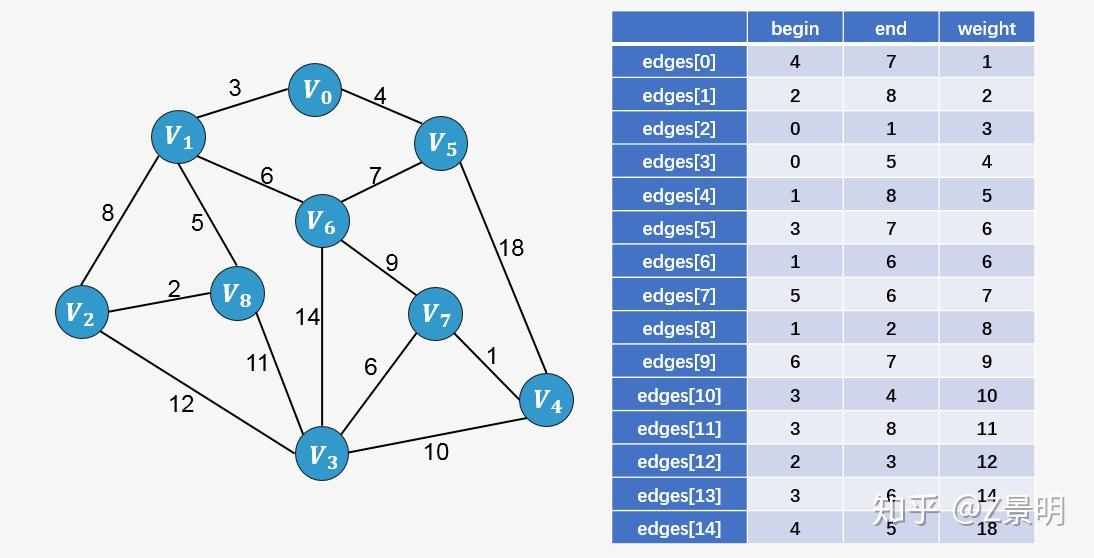 V0
3
4
V1
V5
6
7
8
V6
5
18
9
2
V8
V7
V2
14
11
6
1
12
V4
10
V3
begin end weight
edges[0] 4 7 1
edges[1] 2 8 2
edges[2] 0 1 3
edges[3] 0 5 4
edges[4] 1 8 5
edges[5] 3 7 6
edges[6] 1 6 6
edges[7] 5 6 7
edges[8] 1 2 8
edges[9] 6 7 9
edges[10] 3 4 10
edges[11] 3 8 11
edges[12] 2 3 12
edges[13] 3 6 14
edges[14] 4 5 18
知乎 @Z景明